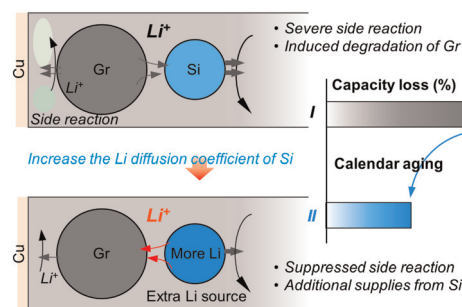 Li+
• Severe side reaction
• Induced degradation of Gr
Cu
Gr
Si
Li+
Side reaction
Capacity loss (%)
I
Increase the Li diffusion coefficient of Si
Calendar aging
II
Li+
Cu
Gr
More Li
Li+
Extra Li source
• Suppressed side reaction
• Additional supplies from Si